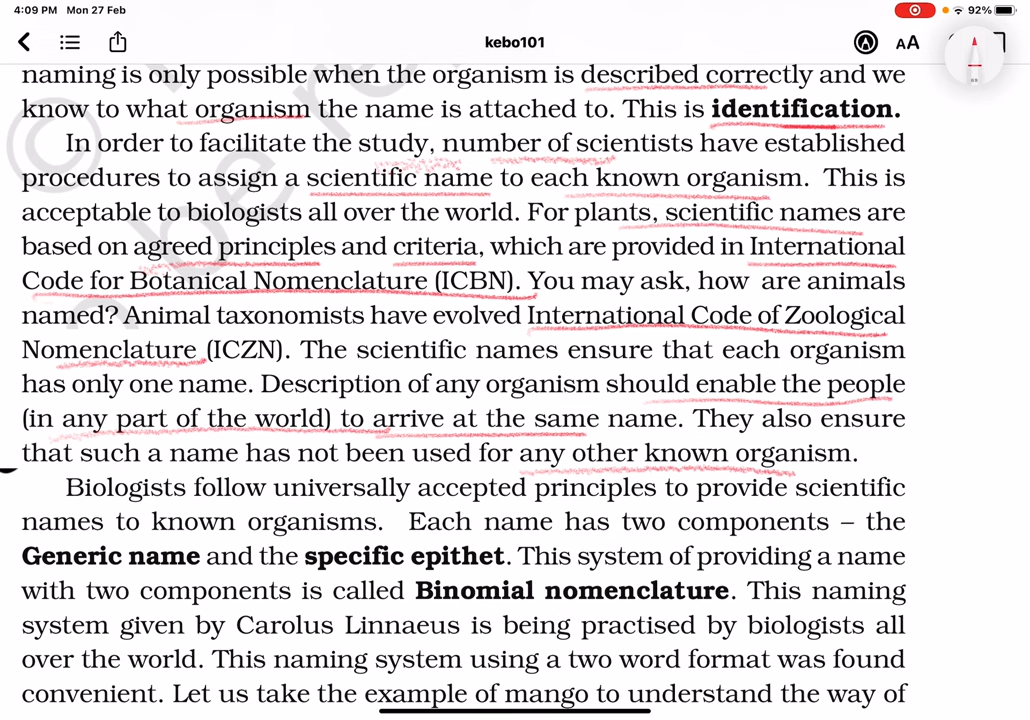 4:09 PM Mon 27 Feb 92%
kebo101 AA
naming is only possible when the organism is described correctly and we
know to what organism the name is attached to. This is identification.
In order to facilitate the study, number of scientists have established
procedures to assign a scientific name to each known organism. This is
acceptable to biologists all over the world. For plants, scientific names are
based on agreed principles and criteria, which are provided in International
Code for Botanical Nomenclature (ICBN). You may ask, how are animals
named? Animal taxonomists have evolved International Code of Zoological
Nomenclature (ICZN). The scientific names ensure that each organism
has only one name. Description of any organism should enable the people
(in any part of the world) to arrive at the same name. They also ensure
that such a name has not been used for any other known organism.
Biologists follow universally accepted principles to provide scientific
names to known organisms. Each name has two components – the
Generic name and the specific epithet. This system of providing a name
with two components is called Binomial nomenclature. This naming
system given by Carolus Linnaeus is being practised by biologists all
over the world. This naming system using a two word format was found
convenient. Let us take the example of mango to understand the way of